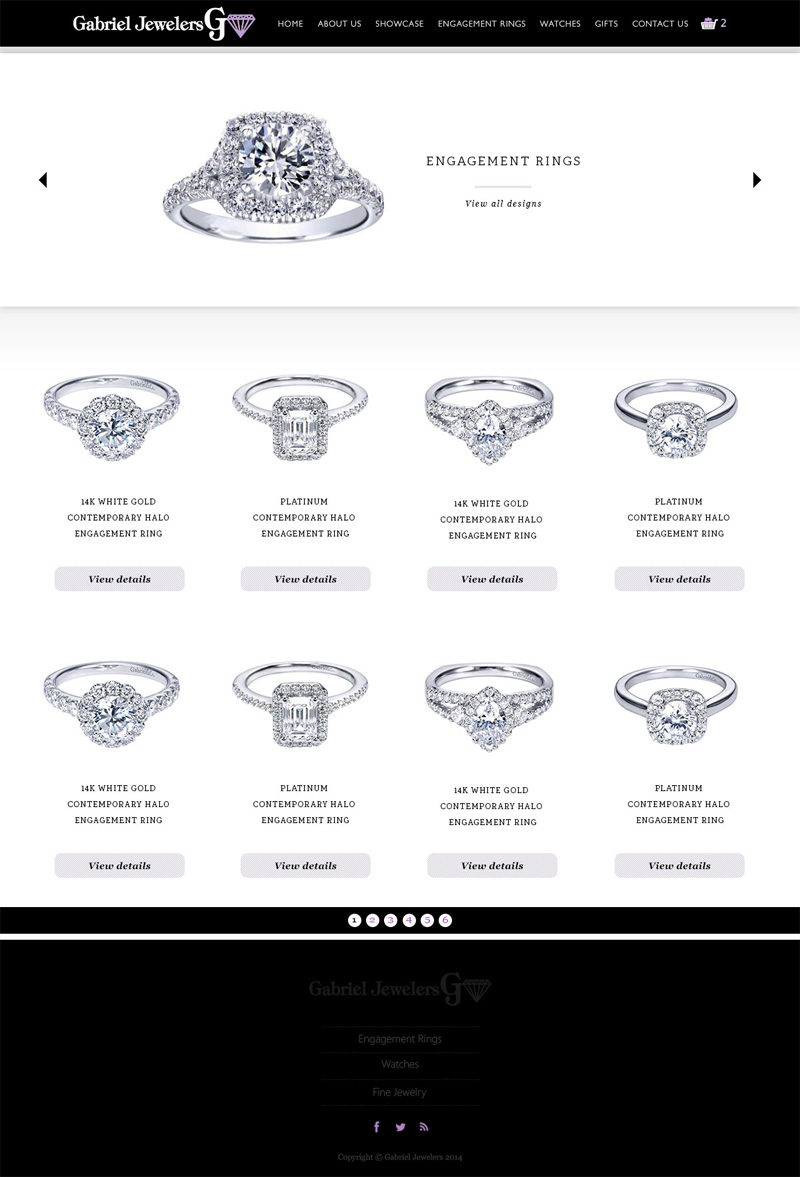 Gabriel Jewelers G
HOME ABOUT US SHOWCASE ENGAGEMENT RINGS WATCHES GIFTS CONTACT US 2
ENGAGEMENT RINGS
View all designs
14K WHITE GOLD
CONTEMPORARY HALO
ENGAGEMENT RING
View details
PLATINUM
CONTEMPORARY HALO
ENGAGEMENT RING
View details
14K WHITE GOLD
CONTEMPORARY HALO
ENGAGEMENT RING
View details
PLATINUM
CONTEMPORARY HALO
ENGAGEMENT RING
View details
14K WHITE GOLD
CONTEMPORARY HALO
ENGAGEMENT RING
View details
PLATINUM
CONTEMPORARY HALO
ENGAGEMENT RING
View details
14K WHITE GOLD
CONTEMPORARY HALO
ENGAGEMENT RING
View details
PLATINUM
CONTEMPORARY HALO
ENGAGEMENT RING
View details
1 2 3 4 5 6
Gabriel Jewelers G
Engagement Rings
Watches
Fine Jewelry
Copyright © Gabriel Jewelers 2014